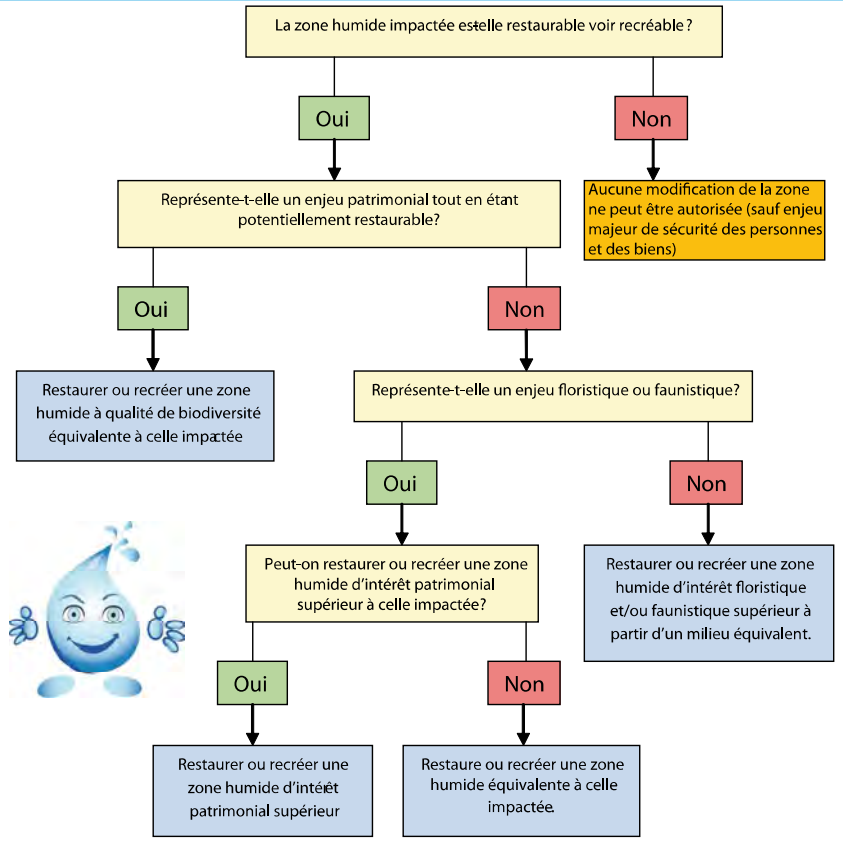 La zone humide impactée est-elle restaurable voir recréable ?
Oui
Non
Représente-t-elle un enjeu patrimonial tout en étant
potentiellement restaurable?
Aucune modification de la zone
ne peut être autorisée (sauf enjeu
majeur de sécurité des personnes
et des biens)
Oui
Non
Restaurer ou recréer une zone
humide à qualité de biodiversité
équivalente à celle impactée
Représente-t-elle un enjeu floristique ou faunistique?
Oui
Non
Peut-on restaurer ou recréer une zone
humide d'intérêt patrimonial
supérieur à celle impactée?
Restaurer ou recréer une zone
humide d'intérêt floristique
et/ou faunistique supérieur à
partir d'un milieu équivalent.
Oui
Non
Restaurer ou recréer une
zone humide d'intérêt
patrimonial supérieur
Restaure ou recréer une zone
humide équivalente à celle
impactée.